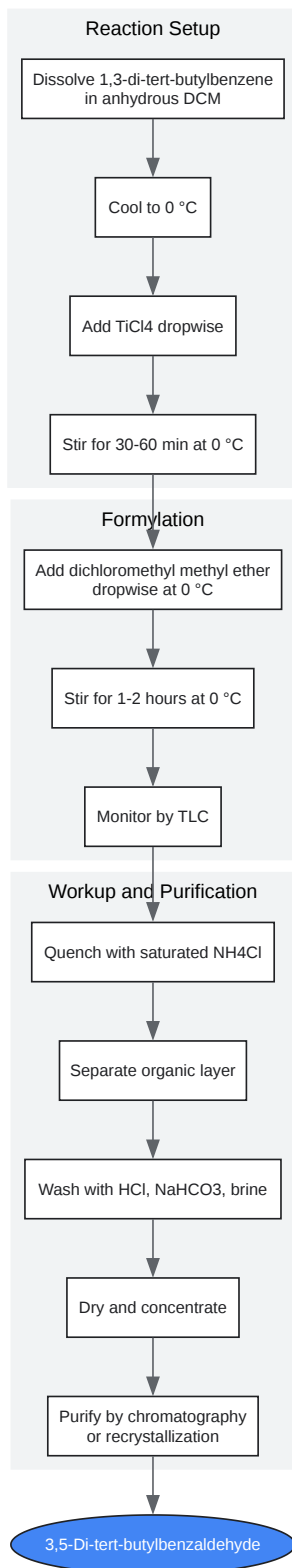 Reaction Setup
Dissolve 1,3-di-tert-butylbenzene
in anhydrous DCM
Cool to 0 °C
Add TiCl4 dropwise
Stir for 30-60 min at 0 °C
Formylation
Add dichloromethyl methyl ether
dropwise at 0 °C
Stir for 1-2 hours at 0 °C
Monitor by TLC
Workup and Purification
Quench with saturated NH4Cl
Separate organic layer
Wash with HCl, NaHCO3, brine
Dry and concentrate
Purify by chromatography
or recrystallization
3,5-Di-tert-butylbenzaldehyde